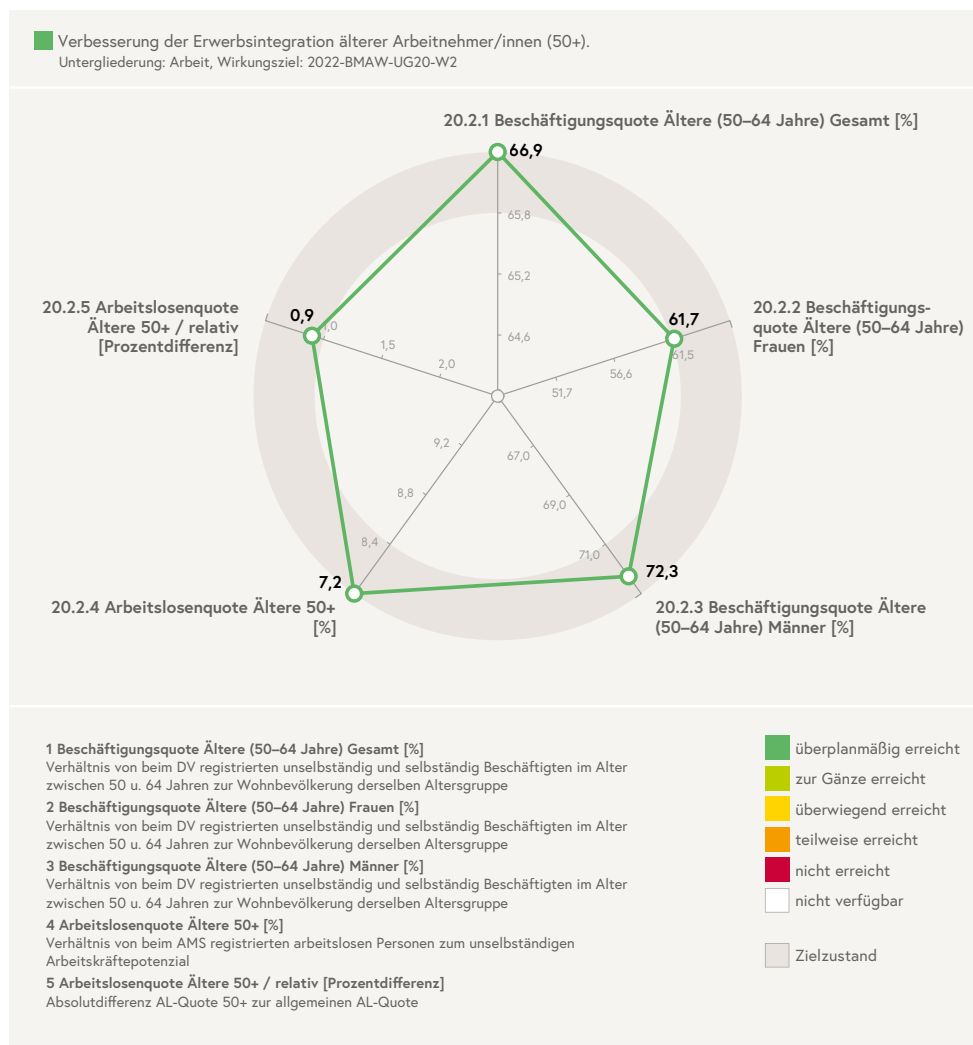 Verbesserung der Erwerbsintegration älterer Arbeitnehmer/innen (50+).
Untergliederung: Arbeit, Wirkungsziel: 2022-BMAW-UG20-W2
20.2.1 Beschäftigungsquote Ältere (50–64 Jahre) Gesamt [%]
66,9
65,8
65,2
64,6
20.2.2 Beschäftigungs-
quote Ältere (50–64 Jahre)
Frauen [%]
61,7
61,5
56,6
51,7
20.2.5 Arbeitslosenquote
Ältere 50+ / relativ
[Prozentdifferenz]
0,9
1,0
1,5
2,0
9,2
8,8
8,4
7,2
20.2.4 Arbeitslosenquote Ältere 50+
[%]
67,0
69,0
71,0
72,3
20.2.3 Beschäftigungsquote Ältere
(50–64 Jahre) Männer [%]
1 Beschäftigungsquote Ältere (50–64 Jahre) Gesamt [%]
Verhältnis von beim DV registrierten unselbständig und selbständig Beschäftigten im Alter
zwischen 50 u. 64 Jahren zur Wohnbevölkerung derselben Altersgruppe
2 Beschäftigungsquote Ältere (50–64 Jahre) Frauen [%]
Verhältnis von beim DV registrierten unselbständig und selbständig Beschäftigten im Alter
zwischen 50 u. 64 Jahren zur Wohnbevölkerung derselben Altersgruppe
3 Beschäftigungsquote Ältere (50–64 Jahre) Männer [%]
Verhältnis von beim DV registrierten unselbständig und selbständig Beschäftigten im Alter
zwischen 50 u. 64 Jahren zur Wohnbevölkerung derselben Altersgruppe
4 Arbeitslosenquote Ältere 50+ [%]
Verhältnis von beim AMS registrierten arbeitslosen Personen zum unselbständigen
Arbeitskräftepotenzial
5 Arbeitslosenquote Ältere 50+ / relativ [Prozentdifferenz]
Absolutdifferenz AL-Quote 50+ zur allgemeinen AL-Quote
überplanmäßig erreicht
zur Gänze erreicht
überwiegend erreicht
teilweise erreicht
nicht erreicht
nicht verfügbar
Zielzustand